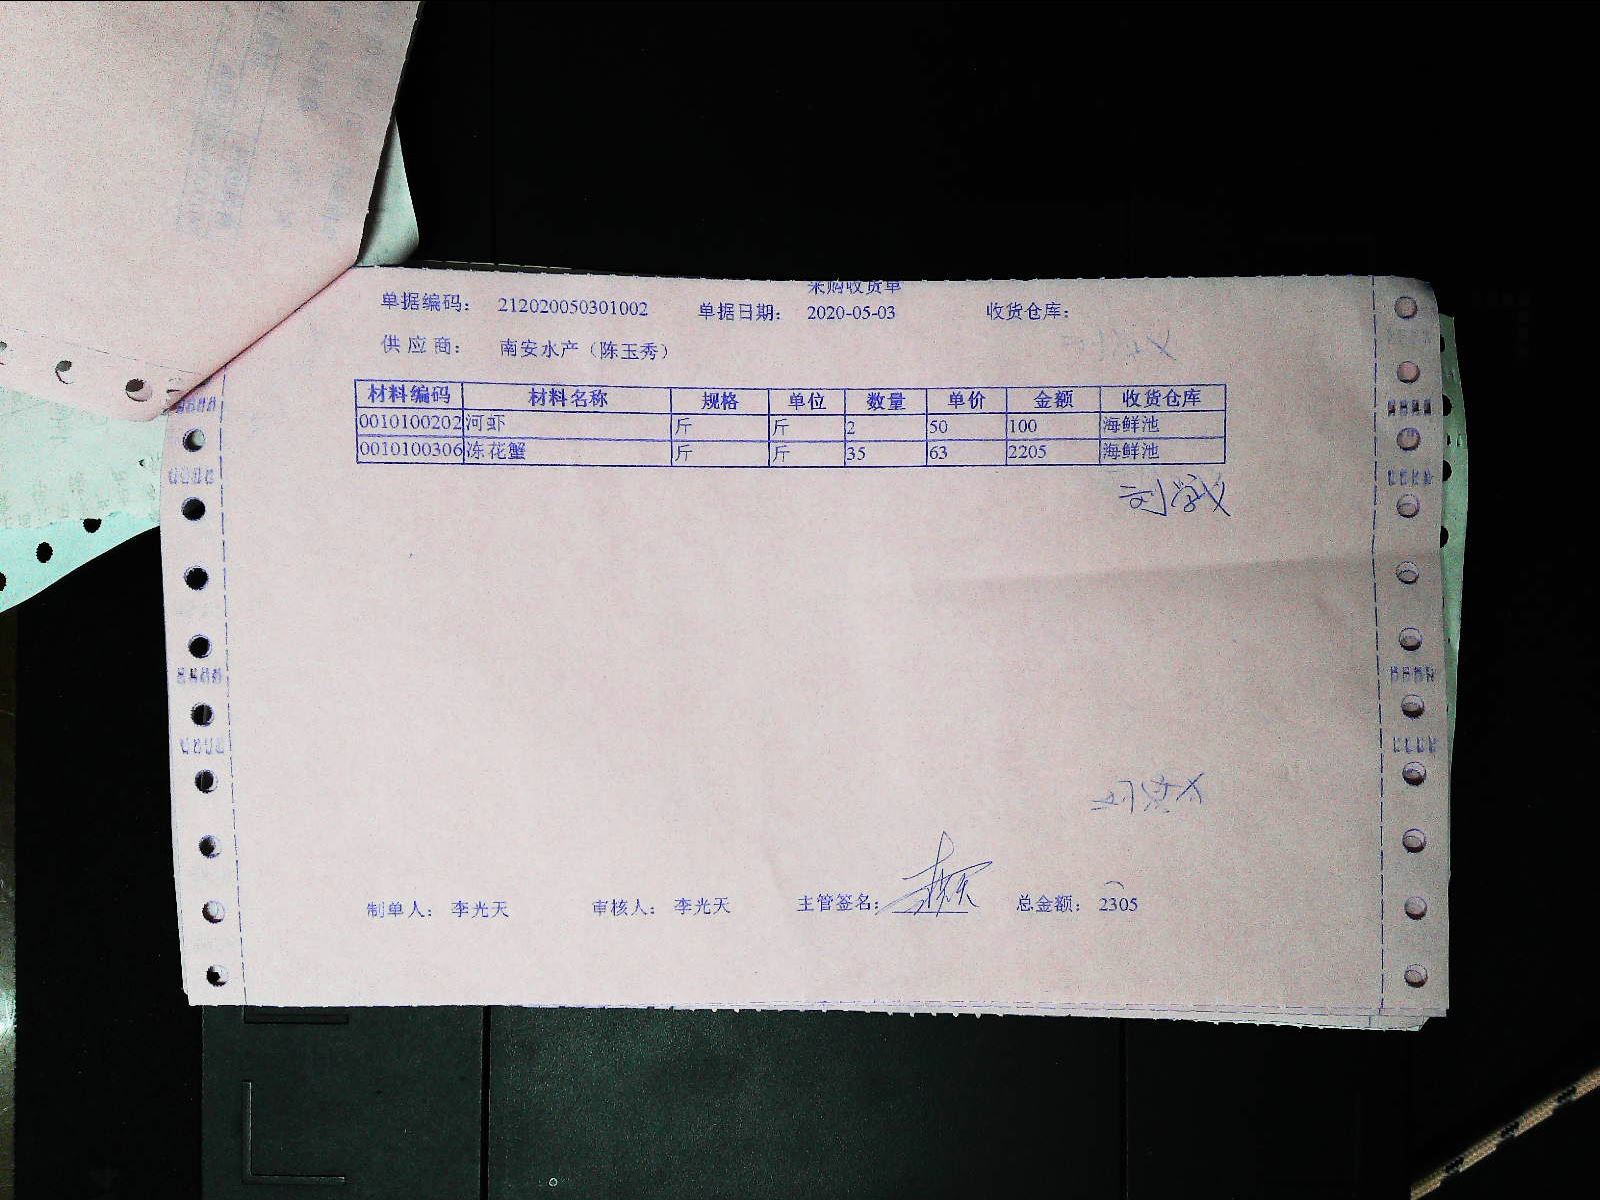 采购收货单
单据编码： 212020050301002 单据日期： 2020-05-03 收货仓库：
供应商： 南安水产（陈玉秀）
材料编码 材料名称 规格 单位 数量 单价 金额 收货仓库
0010100202 河虾 斤 斤 2 50 100 海鲜池
0010100306 冻花蟹 斤 斤 35 63 2205 海鲜池
制单人： 李光天 审核人： 李光天 主管签名： 总金额： 2305